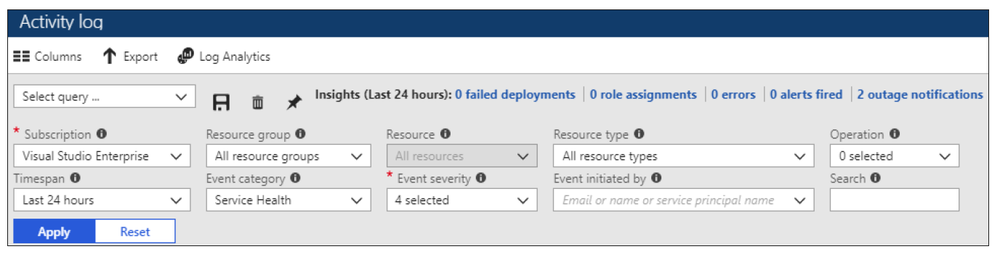 Activity log
Columns Export Log Analytics
Select query ... Insights (Last 24 hours): 0 failed deployments 0 role assignments 0 errors 0 alerts fired 2 outage notifications
* Subscription Resource group Resource Resource type Operation
Visual Studio Enterprise All resource groups All resources All resource types 0 selected
Timespan Event category * Event severity Event initiated by Search
Last 24 hours Service Health 4 selected Email or name or service principal name
Apply Reset